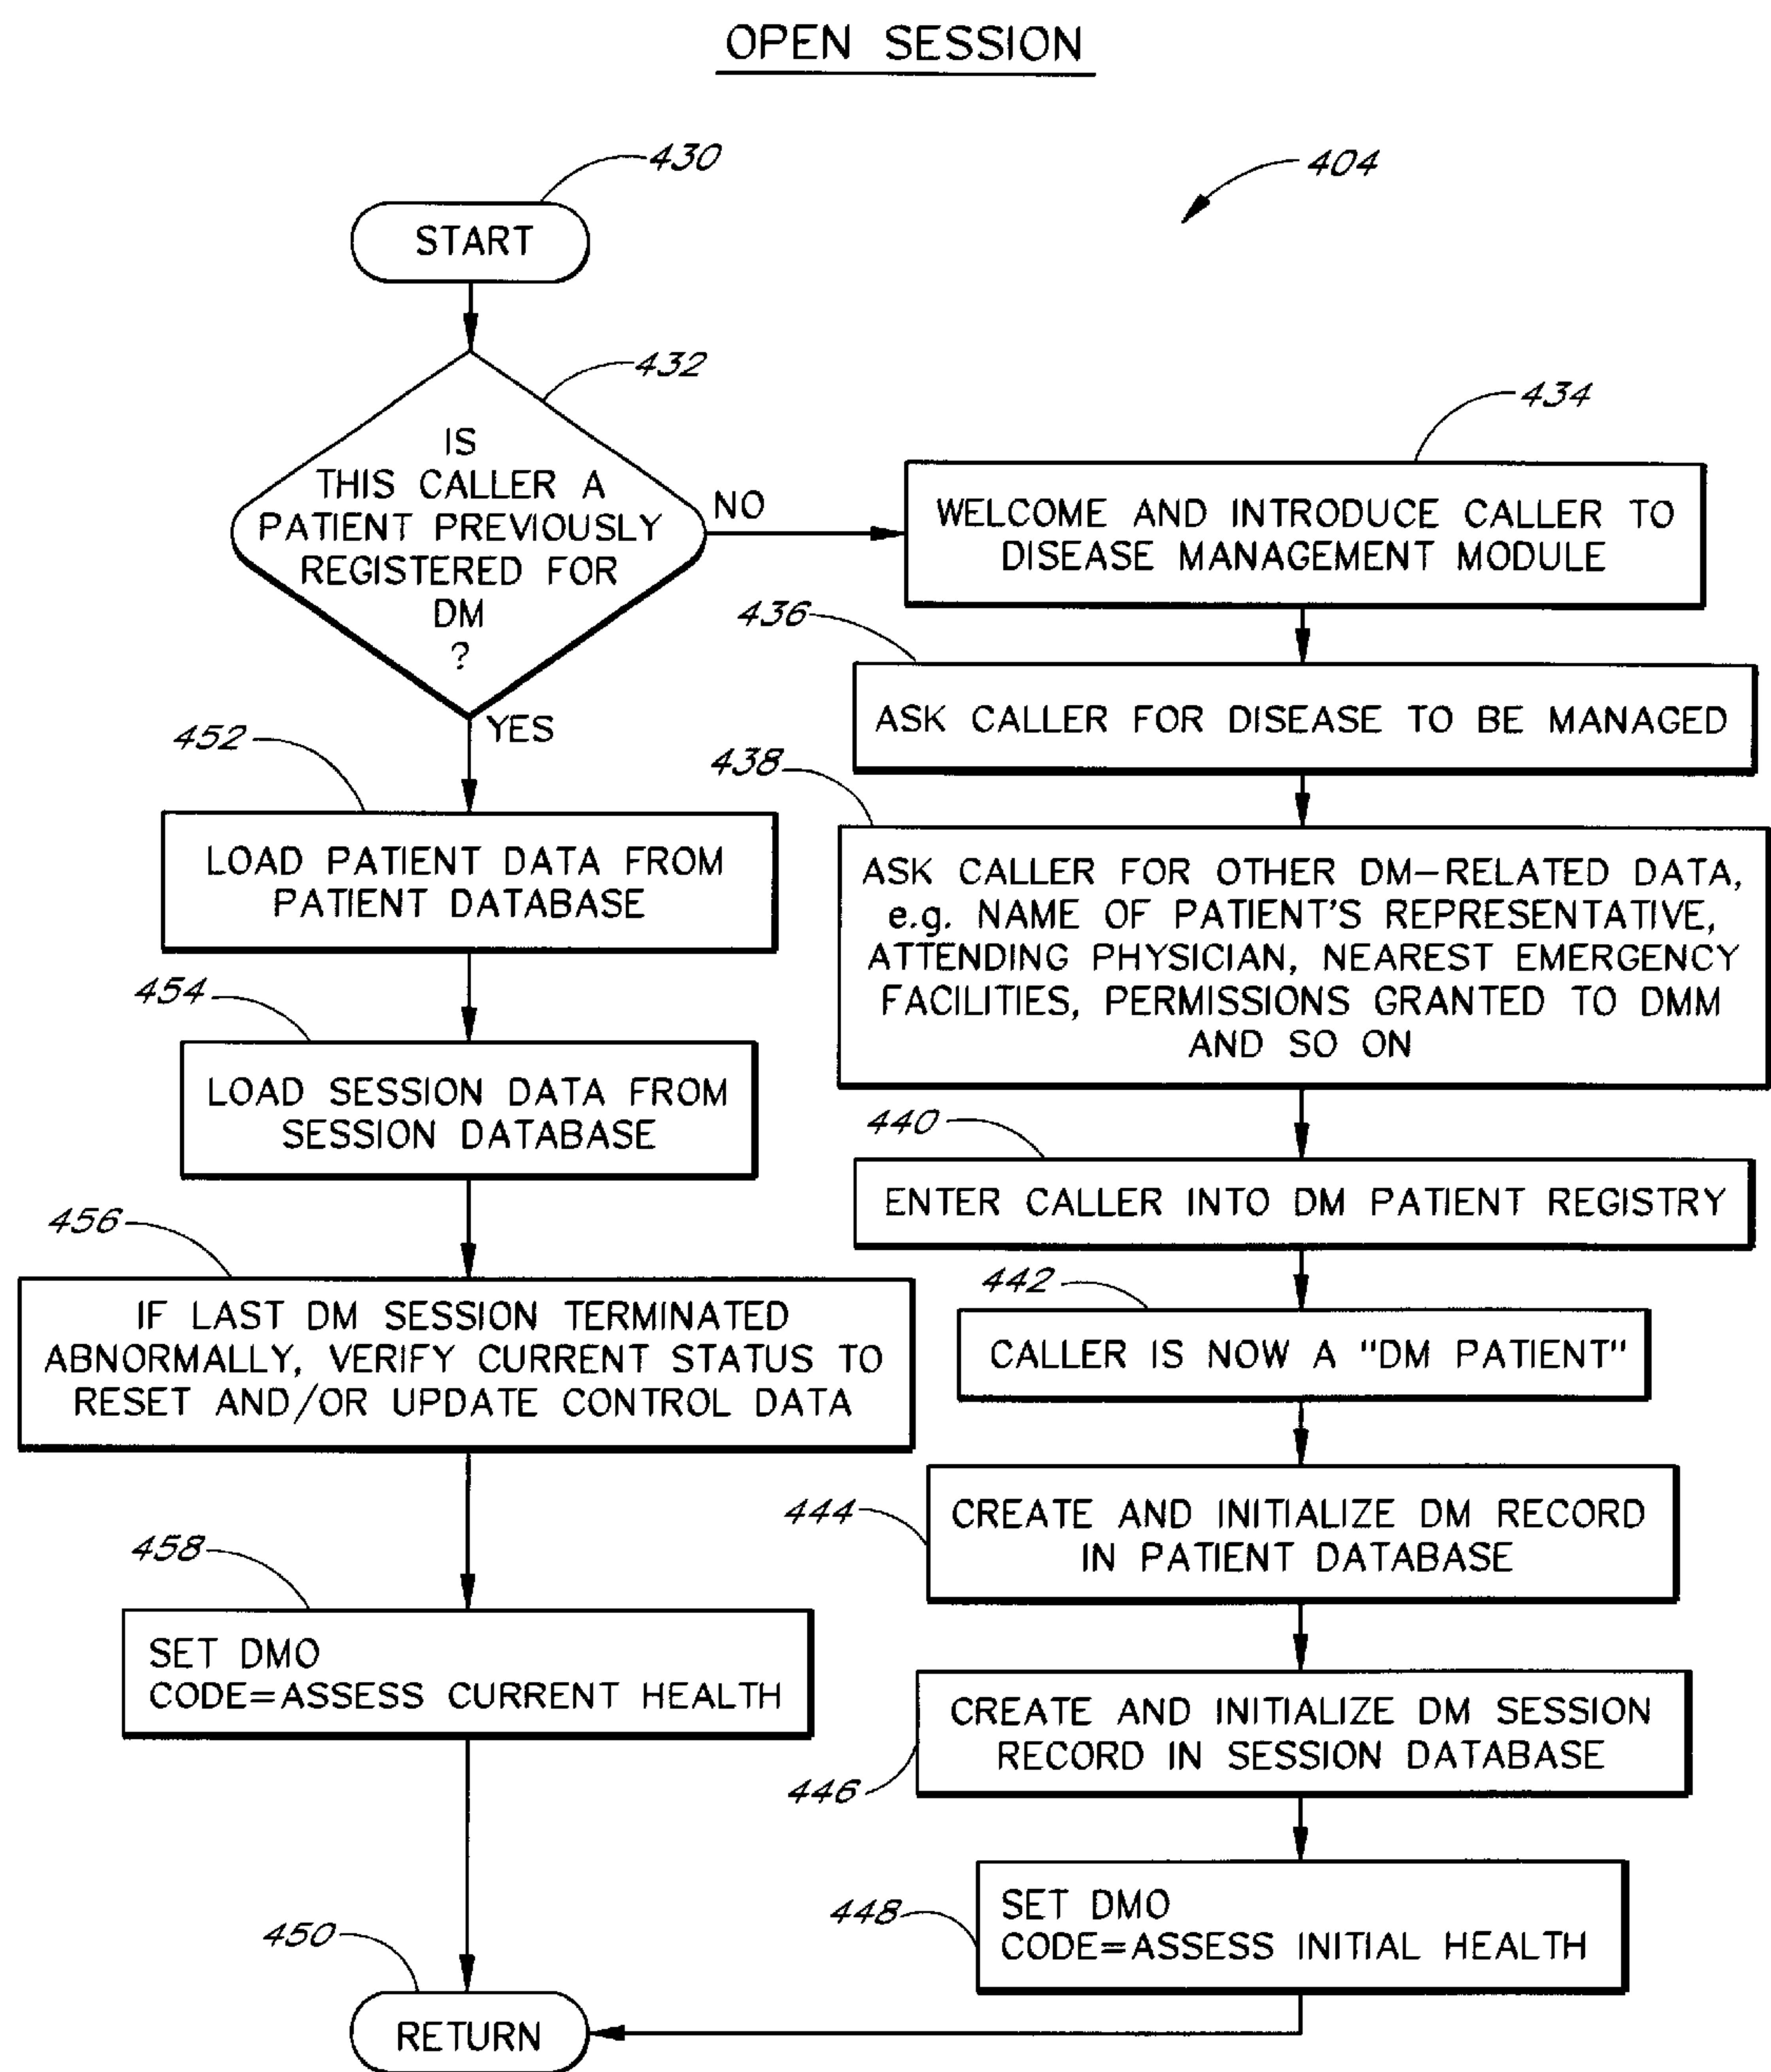 OPEN SESSION
430
404
START
432
IS
THIS CALLER A
PATIENT PREVIOUSLY
REGISTERED FOR
DM
?
NO
YES
434
WELCOME AND INTRODUCE CALLER TO
DISEASE MANAGEMENT MODULE
436
ASK CALLER FOR DISEASE TO BE MANAGED
438
ASK CALLER FOR OTHER DM-RELATED DATA,
e.g. NAME OF PATIENT'S REPRESENTATIVE,
ATTENDING PHYSICIAN, NEAREST EMERGENCY
FACILITIES, PERMISSIONS GRANTED TO DMM
AND SO ON
440
ENTER CALLER INTO DM PATIENT REGISTRY
442
CALLER IS NOW A "DM PATIENT"
444
CREATE AND INITIALIZE DM RECORD
IN PATIENT DATABASE
446
CREATE AND INITIALIZE DM SESSION
RECORD IN SESSION DATABASE
448
SET DMO
CODE=ASSESS INITIAL HEALTH
452
LOAD PATIENT DATA FROM
PATIENT DATABASE
454
LOAD SESSION DATA FROM
SESSION DATABASE
456
IF LAST DM SESSION TERMINATED
ABNORMALLY, VERIFY CURRENT STATUS TO
RESET AND/OR UPDATE CONTROL DATA
458
SET DMO
CODE=ASSESS CURRENT HEALTH
450
RETURN